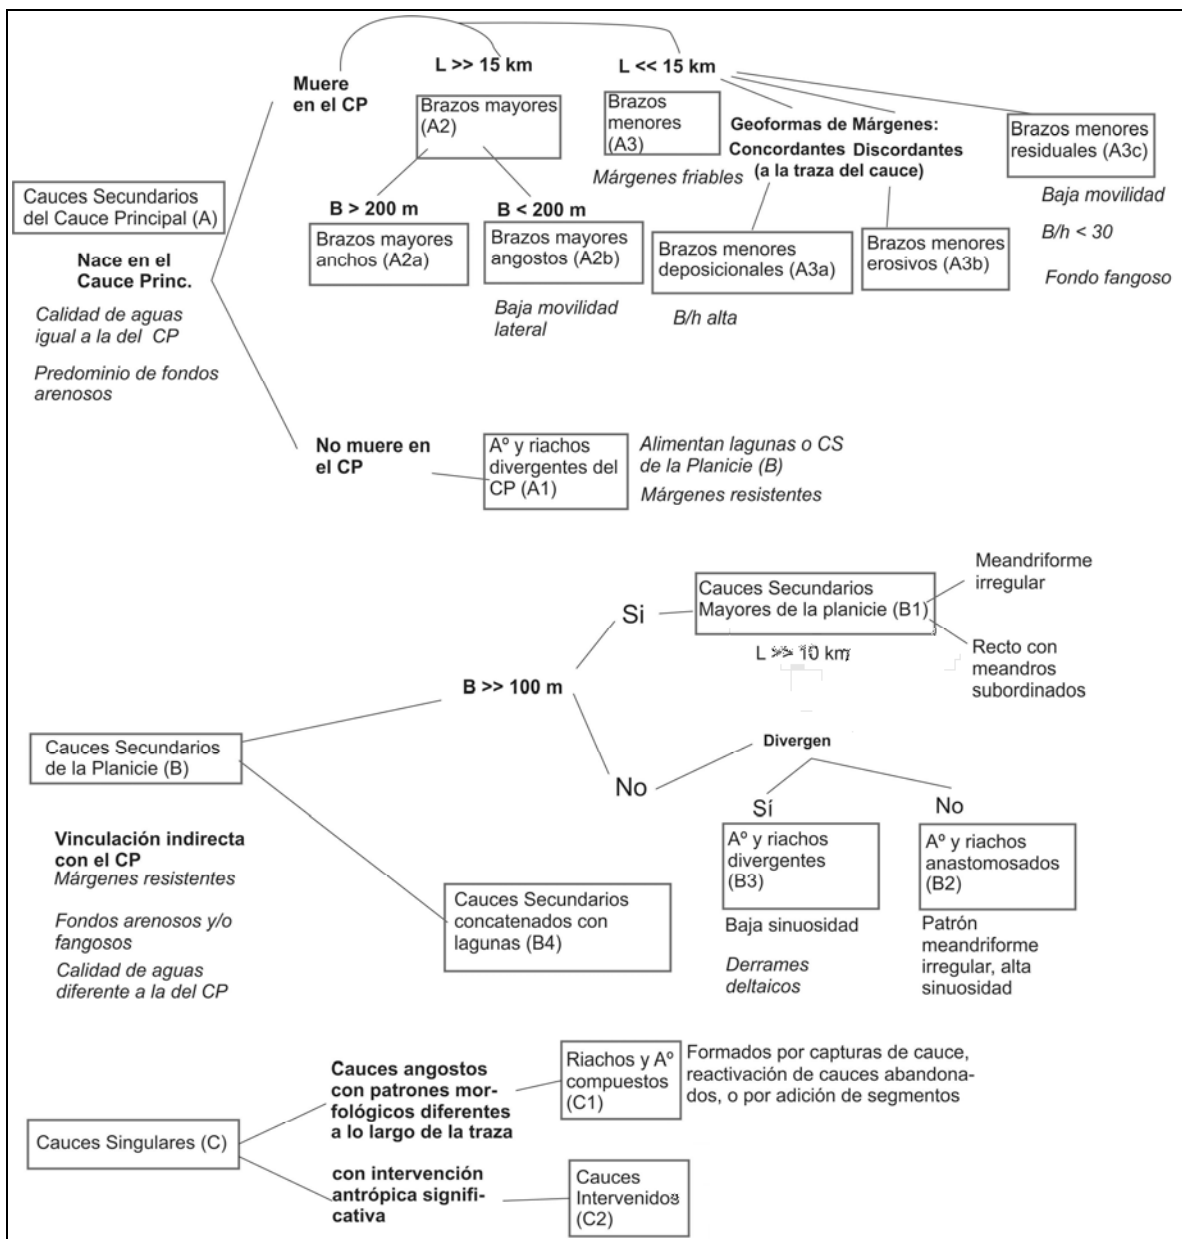 L >> 15 km
L << 15 km
Muere
en el CP
Brazos mayores
(A2)
Brazos
menores
(A3)
Geoformas de Márgenes:
Concordantes Discordantes
(a la traza del cauce)
Brazos menores
residuales (A3c)
Márgenes friables
Baja movilidad
B/h < 30
Fondo fangoso
Cauces Secundarios
del Cauce Principal (A)
B > 200 m
B < 200 m
Brazos mayores
anchos (A2a)
Brazos mayores
angostos (A2b)
Brazos menores
deposicionales (A3a)
Brazos menores
erosivos (A3b)
Nace en el
Cauce Princ.
Calidad de aguas
igual a la del CP
Predominio de fondos
arenosos
Baja movilidad
lateral
B/h alta
No muere en
el CP
Aº y riachos
divergentes del
CP (A1)
Alimentan lagunas o CS
de la Planicie (B)
Márgenes resistentes
Meandriforme
irregular
Si
Cauces Secundarios
Mayores de la planicie (B1)
L >> 10 km
Recto con
meandros
subordinados
B >> 100 m
Cauces Secundarios
de la Planicie (B)
Divergen
No
Sí
No
Aº y riachos
divergentes
(B3)
Aº y riachos
anastomosados
(B2)
Vinculación indirecta
con el CP
Márgenes resistentes
Fondos arenosos y/o
fangosos
Calidad de aguas
diferente a la del CP
Cauces Secundarios
concatenados con
lagunas (B4)
Baja sinuosidad
Derrames
deltaicos
Patrón
meandriforme
irregular, alta
sinuosidad
Cauces angostos
con patrones mor-
fológicos diferentes
a lo largo de la traza
Riachos y Aº
compuestos
(C1)
Formados por capturas de cauce,
reactivación de cauces abandona-
dos, o por adición de segmentos
Cauces Singulares (C)
con intervención
antrópica signifi-
cativa
Cauces
Intervenidos
(C2)